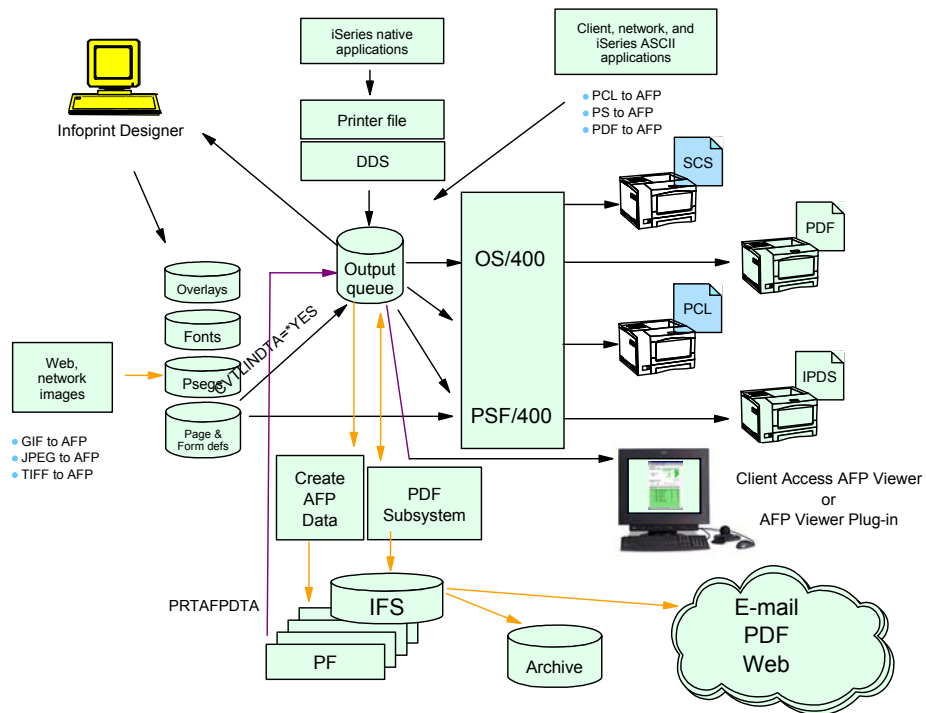 iSeries native
applications
Client, network, and
iSeries ASCII
applications
PCL to AFP
PS to AFP
PDF to AFP
Infoprint Designer
Printer file
DDS
SCS
PDF
Output
queue
OS/400
Overlays
PCL
Fonts
CVTLINDTA=*YES
Web,
network
images
Psegs
IPDS
Page &
Form defs
PSF/400
GIF to AFP
JPEG to AFP
TIFF to AFP
Create
AFP
Data
PDF
Subsystem
Client Access AFP Viewer
or
AFP Viewer Plug-in
PRTAFPDTA
IFS
E-mail
PDF
Web
PF
Archive